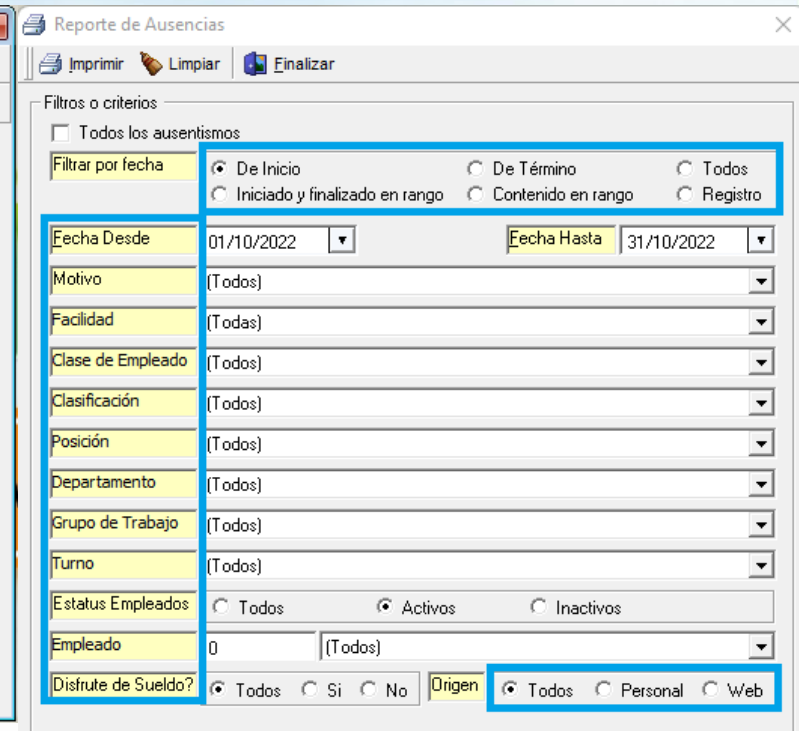 Reporte de Ausencias
Imprimir Limpiar Finalizar
Filtros o criterios
Todos los ausentismos
Filtrar por fecha De Inicio De Término Todos
Iniciado y finalizado en rango Contenido en rango Registro
Fecha Desde 01/10/2022 Fecha Hasta 31/10/2022
Motivo (Todos)
Facilidad (Todas)
Clase de Empleado (Todos)
Clasificación (Todos)
Posición (Todos)
Departamento (Todos)
Grupo de Trabajo (Todos)
Turno (Todos)
Estatus Empleados Todos Activos Inactivos
Empleado 0 (Todos)
Disfrute de Sueldo? Todos Si No Origen Todos Personal Web